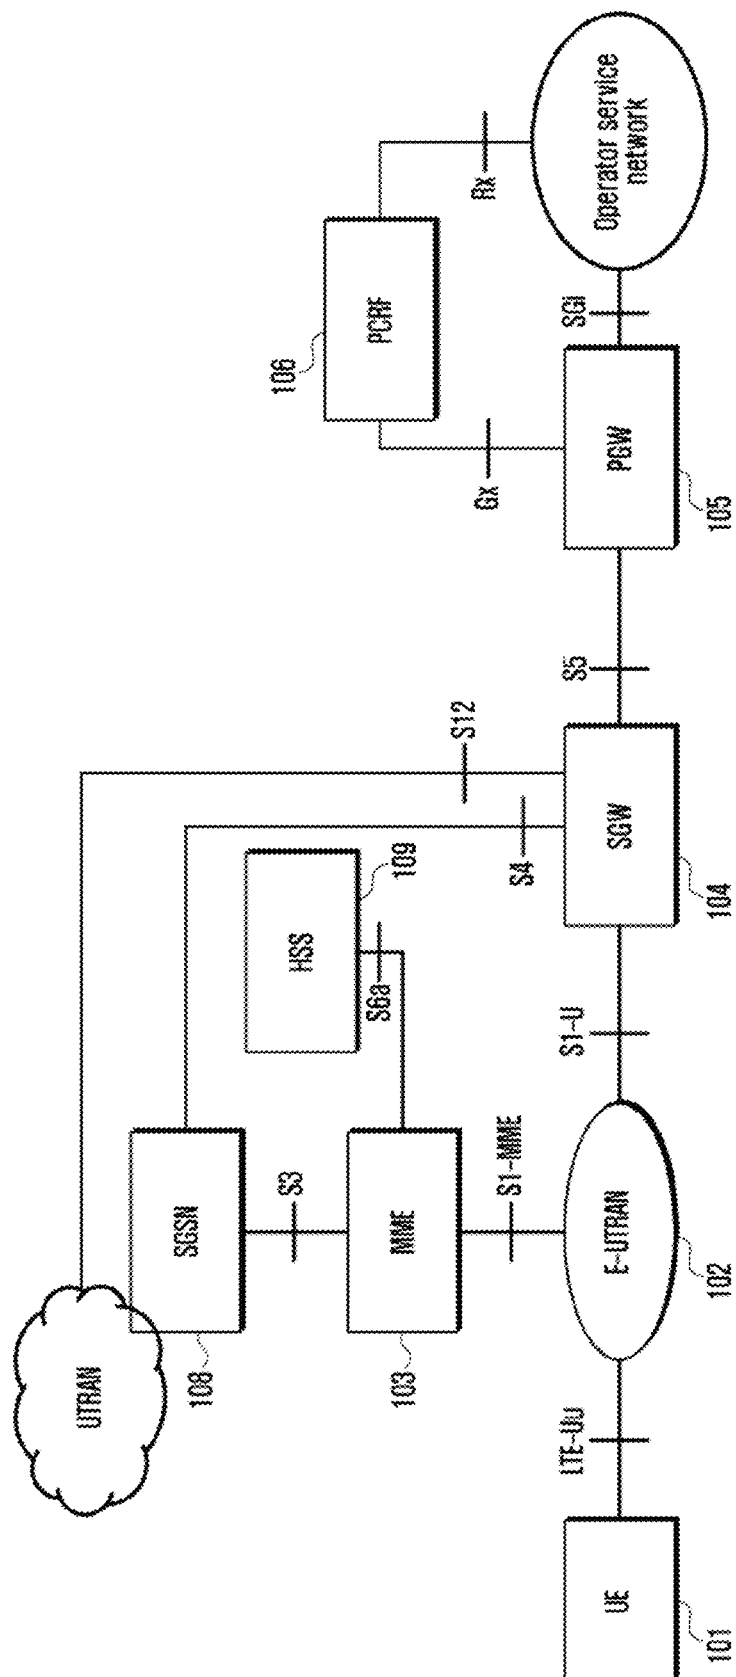 UTRAN
SGSN
108
S3
HSS
109
S6a
MME
103
S1-MME
S12
S4
PCRF
106
Gx
Rx
UE
101
LTE-Uu
E-UTRAN
102
S1-U
SGW
104
S5
PGW
105
SGi
Operator service
network